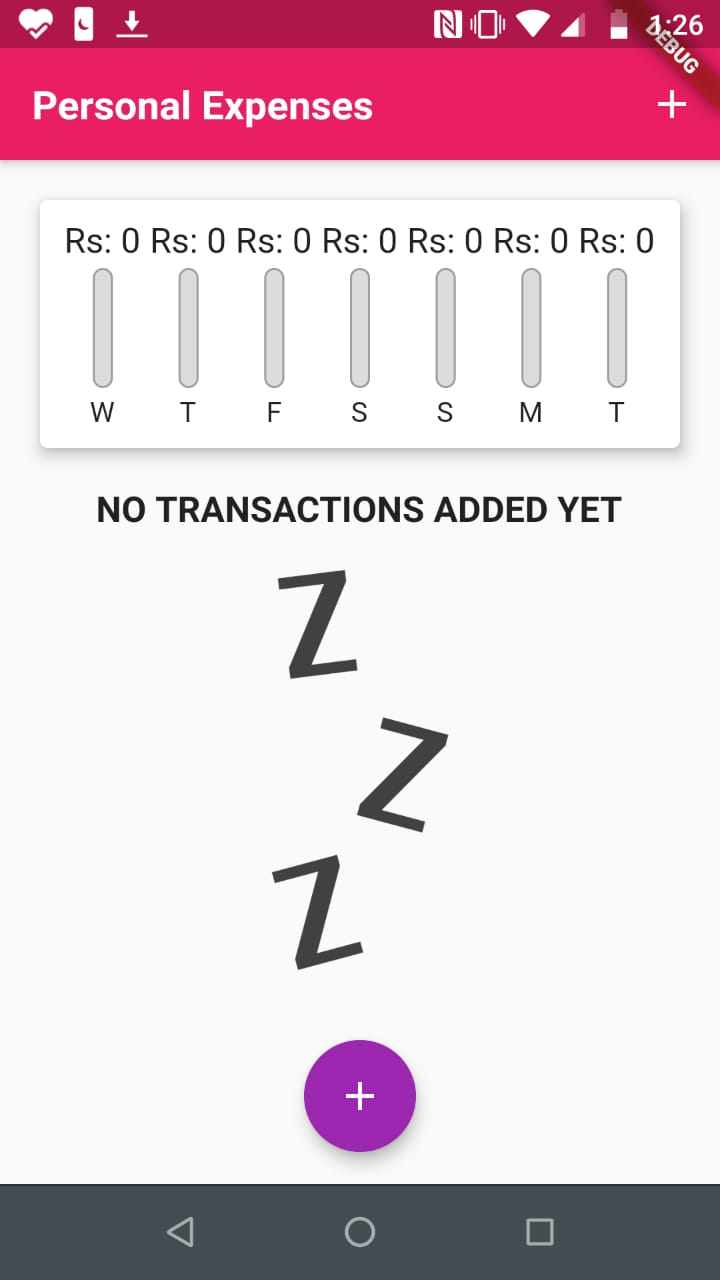 1:26
DEBUG
Personal Expenses
Rs: 0 Rs: 0 Rs: 0 Rs: 0 Rs: 0 Rs: 0 Rs: 0
W T F S S M T
NO TRANSACTIONS ADDED YET
Z
Z
Z